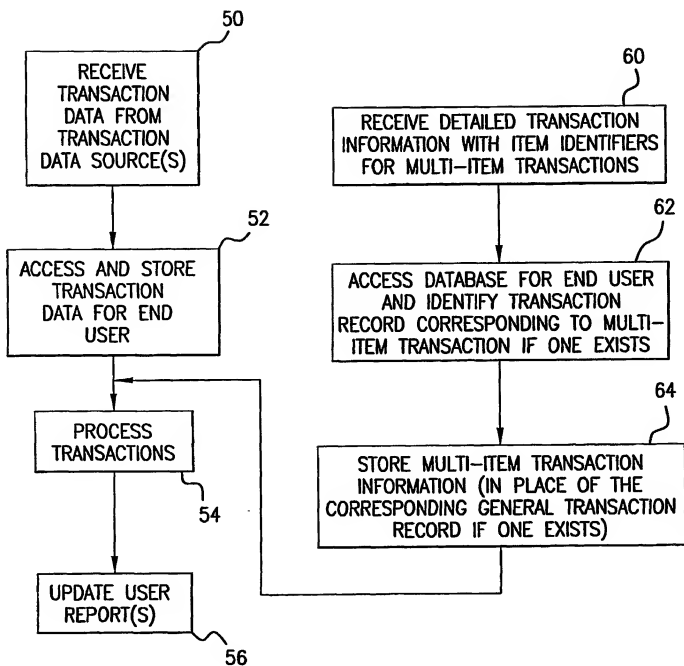 50
RECEIVE
TRANSACTION
DATA FROM
TRANSACTION
DATA SOURCE(S)
52
ACCESS AND STORE
TRANSACTION
DATA FOR END
USER
PROCESS
TRANSACTIONS
54
UPDATE USER
REPORT(S)
56
60
RECEIVE DETAILED TRANSACTION
INFORMATION WITH ITEM IDENTIFIERS
FOR MULTI-ITEM TRANSACTIONS
62
ACCESS DATABASE FOR END USER
AND IDENTIFY TRANSACTION
RECORD CORRESPONDING TO MULTI-
ITEM TRANSACTION IF ONE EXISTS
64
STORE MULTI-ITEM TRANSACTION
INFORMATION (IN PLACE OF THE
CORRESPONDING GENERAL TRANSACTION
RECORD IF ONE EXISTS)